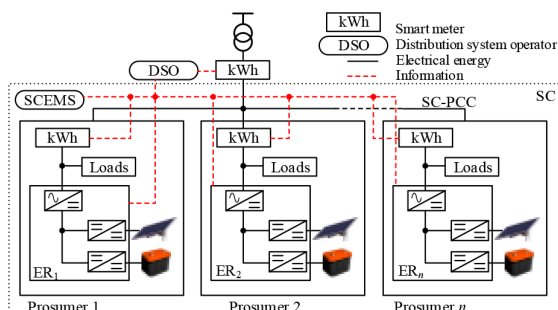 kWh Smart meter
DSO Distribution system operator
Electrical energy
Information
DSO
kWh
SCEMS
SC-PCC
SC
kWh
Loads
ER1
Prosumer 1
kWh
Loads
ER2
Prosumer 2
kWh
Loads
ERn
Prosumer n